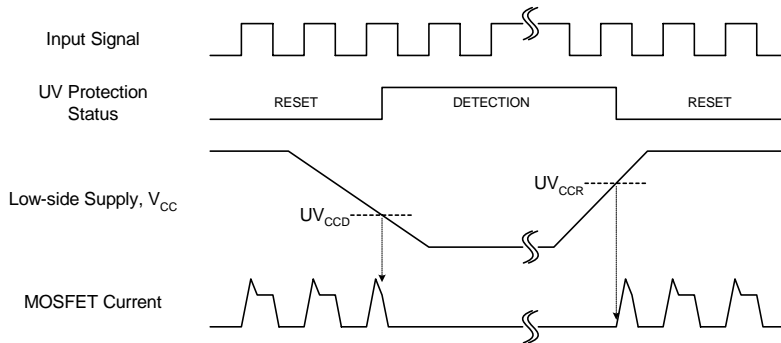 Input Signal
UV Protection
Status
RESET
DETECTION
RESET
Low-side Supply, VCC
UVCCD
UVCCR
MOSFET Current